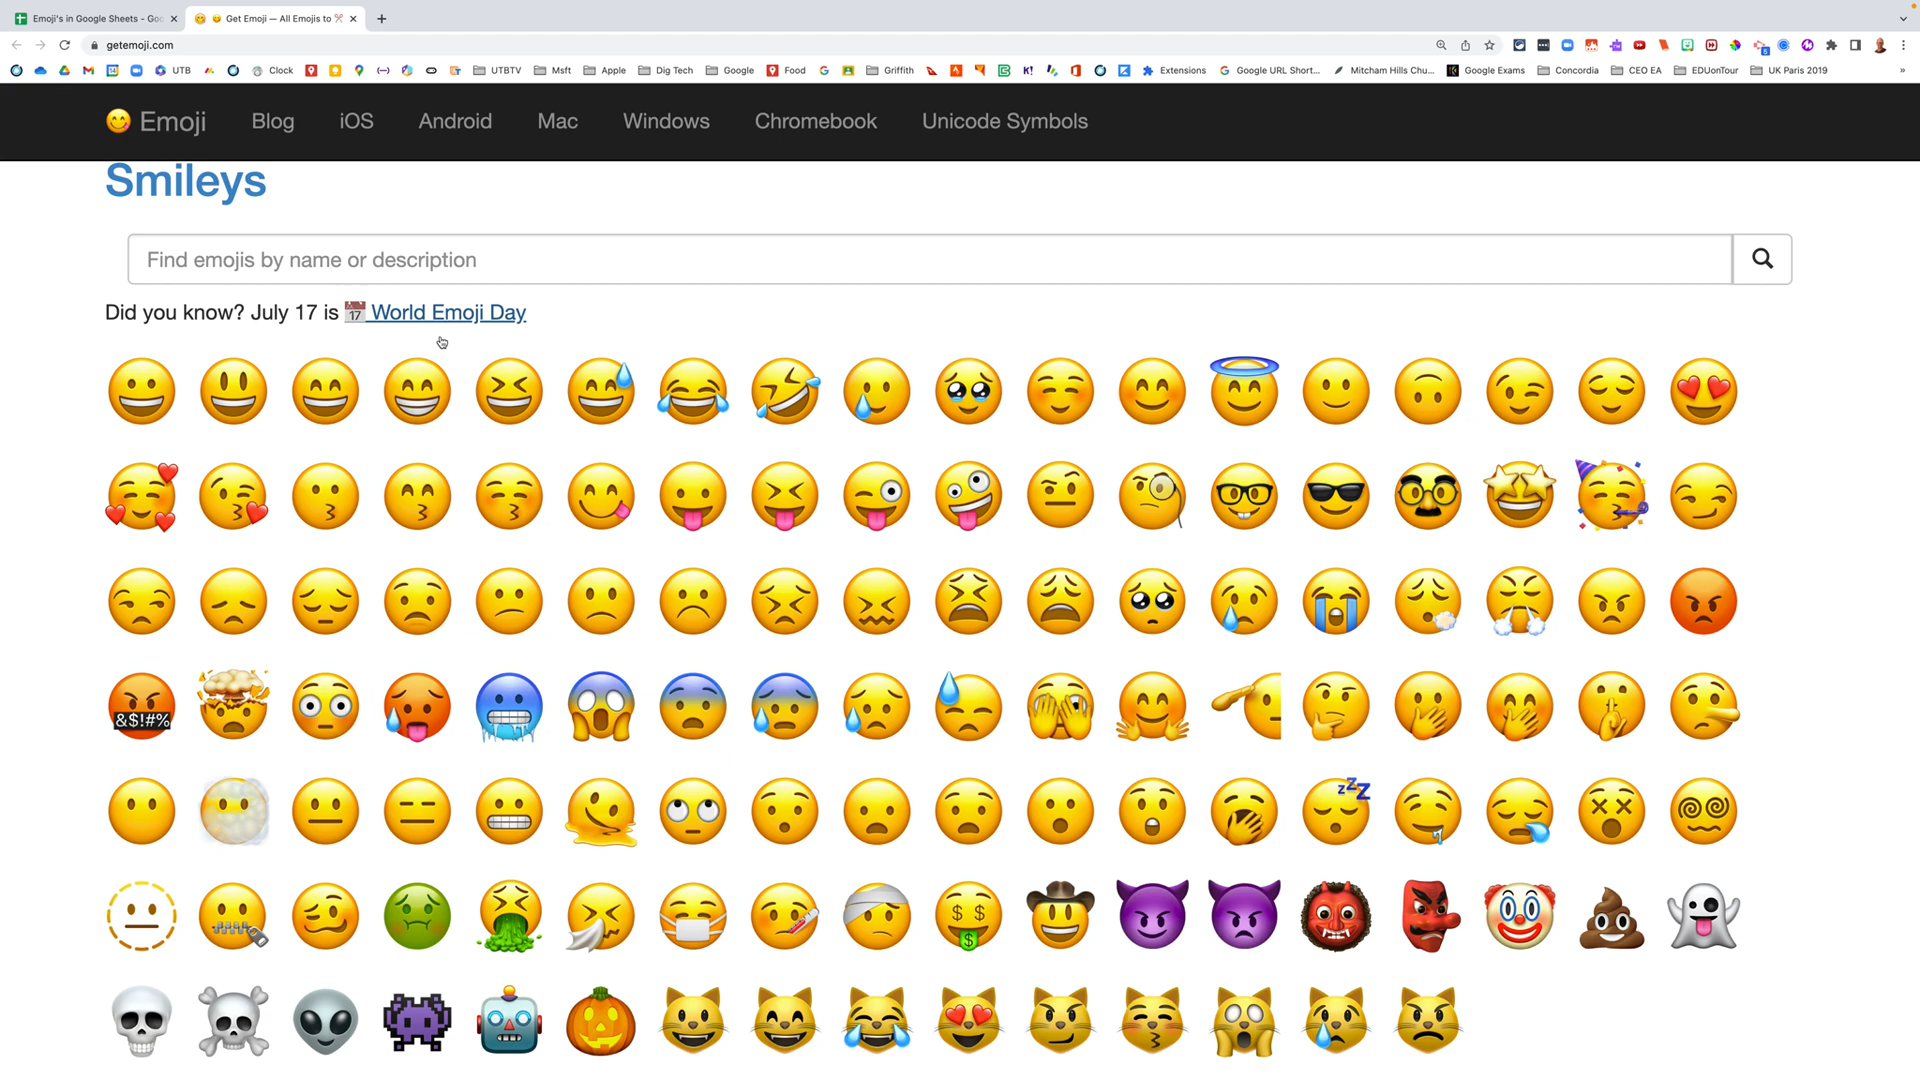 Emoji's in Google Sheets - Goo
Get Emoji — All Emojis to
getemoji.com
UTB
Clock
UTBTV
Msft
Apple
Dig Tech
Google
Food
Griffith
Extensions
Google URL Short...
Mitcham Hills Chu...
Google Exams
Concordia
CEO EA
EDUonTour
UK Paris 2019
Emoji
Blog
iOS
Android
Mac
Windows
Chromebook
Unicode Symbols
Smileys
Find emojis by name or description
Did you know? July 17 is 17 World Emoji Day
&$!#%
zzZ